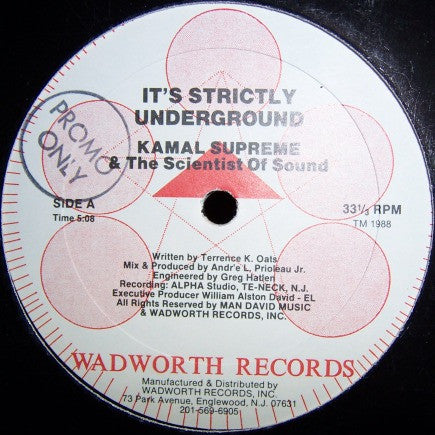 IT'S STRICTLY
UNDERGROUND
KAMAL SUPREME
& The Scientist Of Sound
PROMO
ONLY
SIDE A
Time 5:08
33⅓ RPM
TM 1988
Written by Terrence K. Oats
Mix & Produced by Andr'e L, Prioleau Jr.
Engineered by Greg Hatlen
Recording: ALPHA Studio, TE-NECK, N.J.
Executive Producer William Alston David - EL
All Rights Reserved by MAN DAVID MUSIC
& WADWORTH RECORDS, INC.
WADWORTH RECORDS
Manufactured & Distributed by
WADWORTH RECORDS, INC.
73 Park Avenue, Englewood, N.J. 07631
201-569-6905